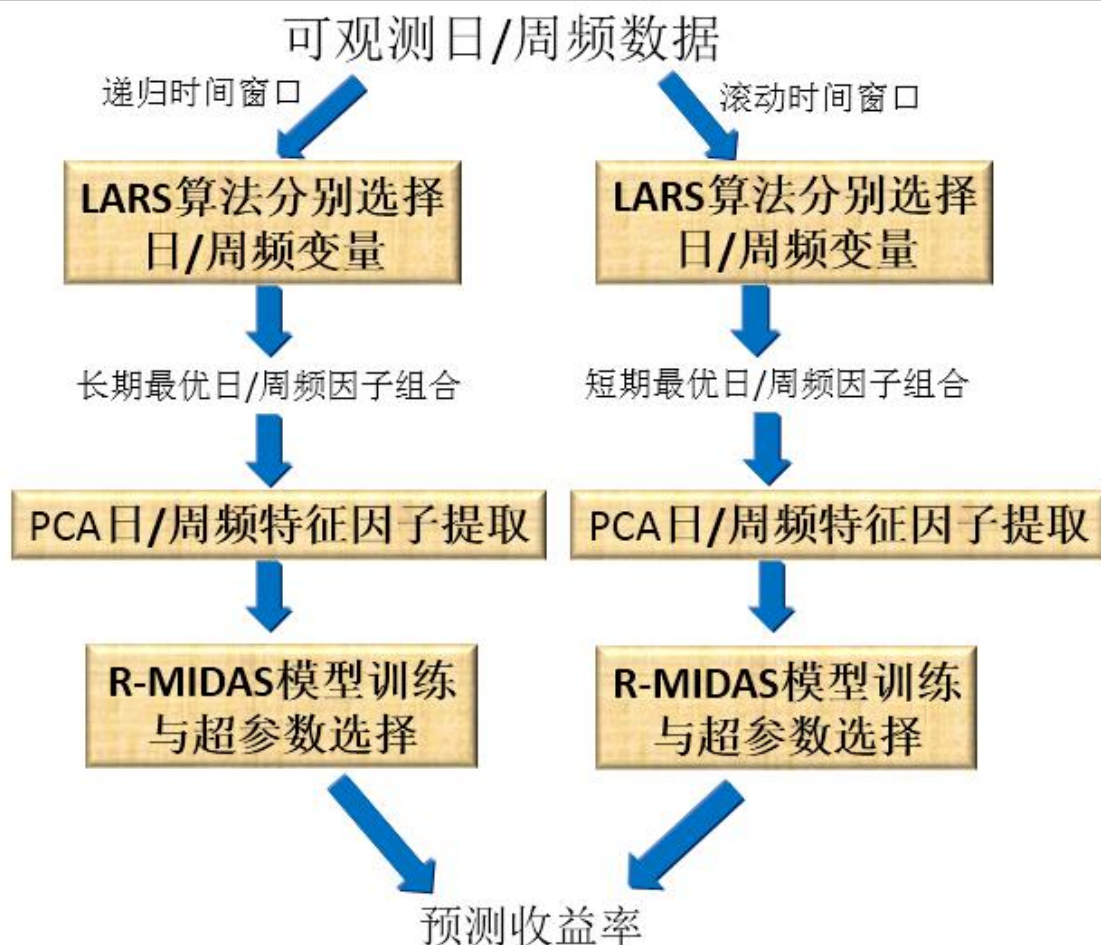 可观测日/周频数据
递归时间窗口
滚动时间窗口
LARS算法分别选择
日/周频变量
LARS算法分别选择
日/周频变量
长期最优日/周频因子组合
短期最优日/周频因子组合
PCA日/周频特征因子提取
PCA日/周频特征因子提取
R-MIDAS模型训练
与超参数选择
R-MIDAS模型训练
与超参数选择
预测收益率